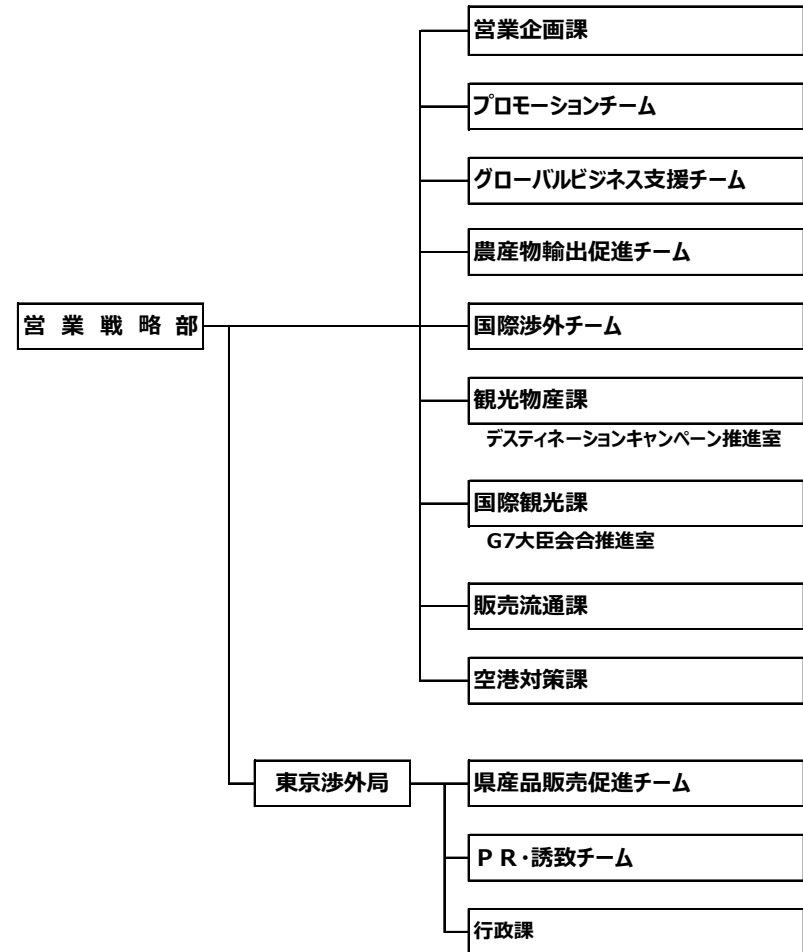 営業企画課
プロモーションチーム
グローバルビジネス支援チーム
農産物輸出促進チーム
営業戦略部
国際渉外チーム
観光物産課
デスティネーションキャンペーン推進室
国際観光課
G7大臣会合推進室
販売流通課
空港対策課
東京渉外局
県産品販売促進チーム
ＰＲ・誘致チーム
行政課